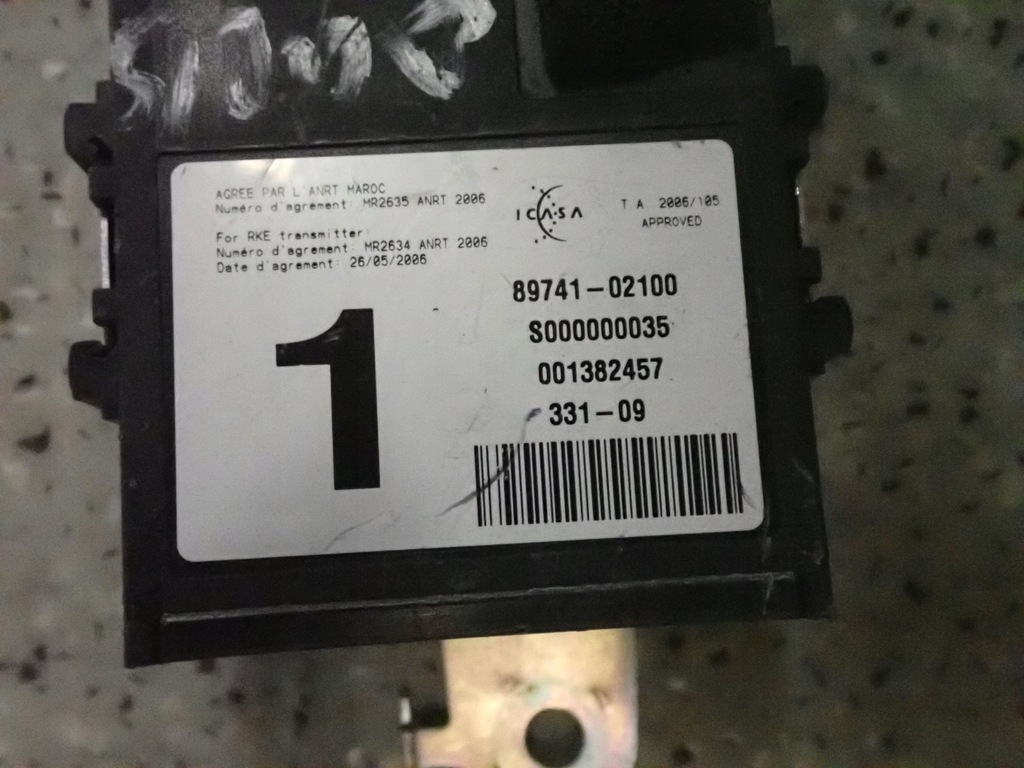 AGREE PAR L'ANRT MAROC
Numéro d'agrement: MR2635 ANRT 2006
For RKE transmitter:
Numéro d'agrement: MR2634 ANRT 2006
Date d'agrement: 26/05/2006
ICASA
TA 2006/105
APPROVED
89741-02100
S000000035
001382457
331-09
1